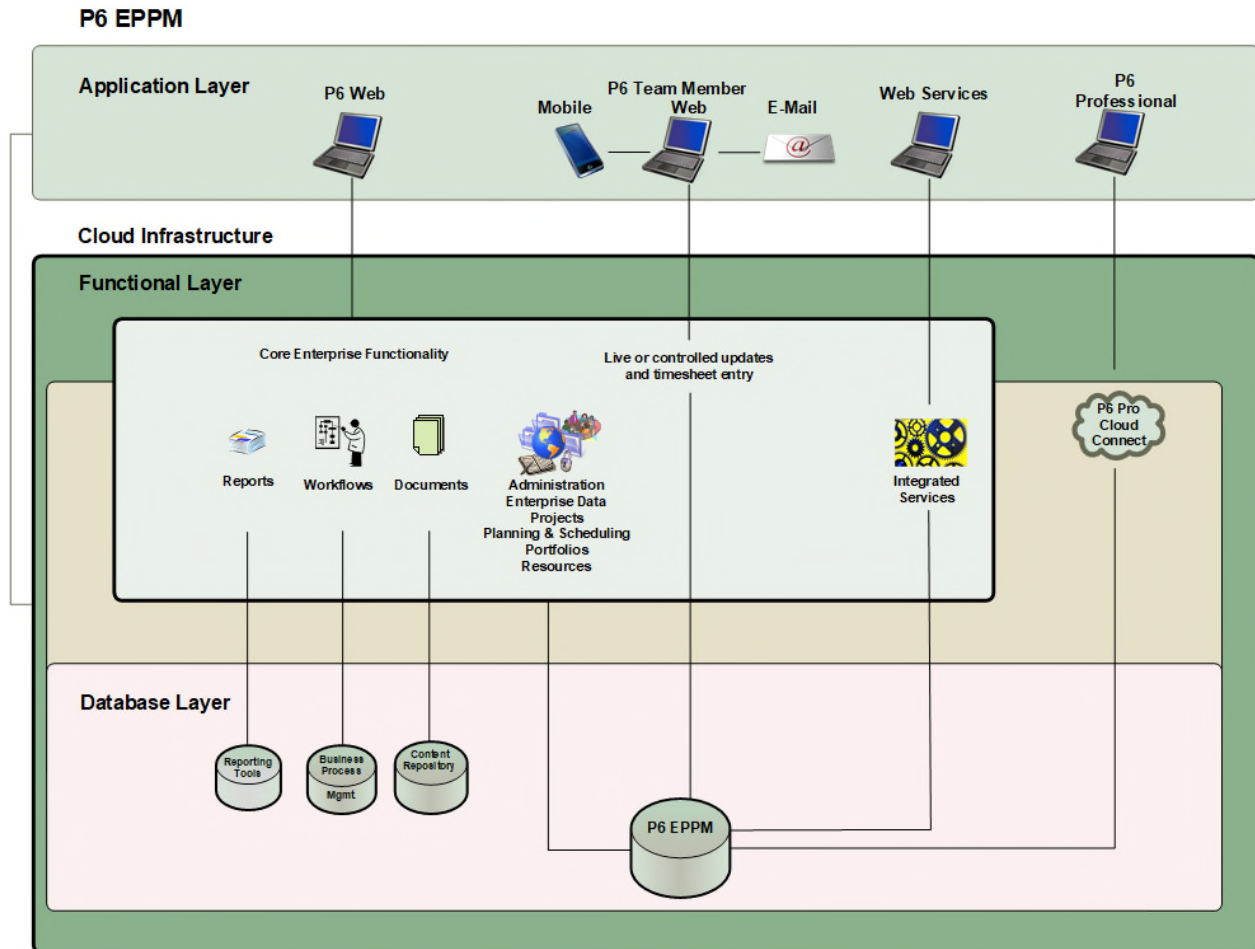 P6 EPPM
Application Layer
P6 Web
Mobile
P6 Team Member
Web
E-Mail
Web Services
P6
Professional
@
Cloud Infrastructure
Functional Layer
Core Enterprise Functionality
Live or controlled updates
and timesheet entry
P6 Pro
Cloud
Connect
Reports
Workflows
Documents
Administration
Enterprise Data
Projects
Planning & Scheduling
Portfolios
Resources
Integrated
Services
Database Layer
Reporting
Tools
Business
Process
Mgmt.
Content
Repository
P6 EPPM